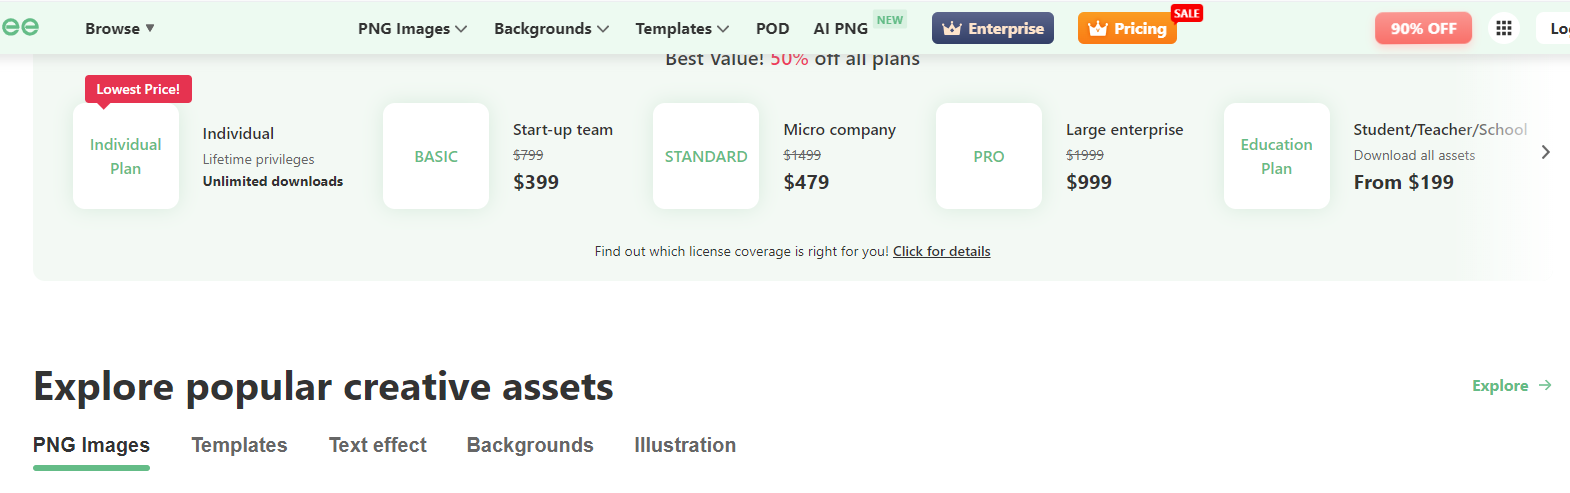 ee
Browse ▼
PNG Images
Backgrounds
Templates
POD
AI PNG
NEW
Enterprise
Pricing
SALE
90% OFF
Best Value! 50% off all plans
Lowest Price!
Individual
Plan
Individual
Lifetime privileges
Unlimited downloads
BASIC
Start-up team
$799
$399
STANDARD
Micro company
$1499
$479
PRO
Large enterprise
$1999
$999
Education
Plan
Student/Teacher/School
Download all assets
From $199
Find out which license coverage is right for you! Click for details
Explore popular creative assets
Explore →
PNG Images
Templates
Text effect
Backgrounds
Illustration